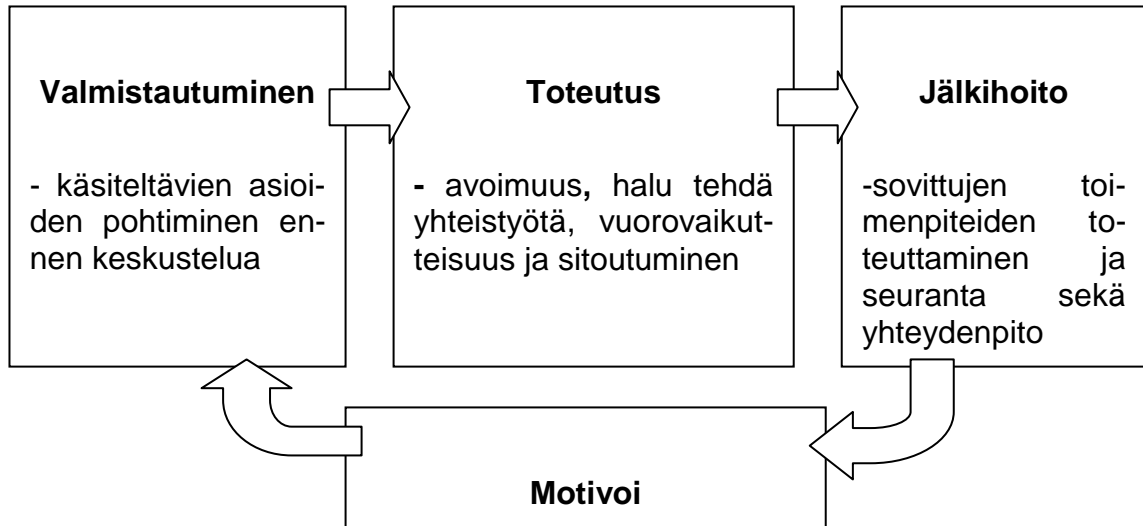 Valmistautuminen
- käsiteltävien asioi-
den pohtiminen en-
nen keskustelua
Toteutus
- avoimuus, halu tehdä
yhteistyötä, vuorovaikut-
teisuus ja sitoutuminen
Jälkihoito
-sovittujen toi-
menpiteiden to-
teuttaminen ja
seuranta sekä
yhteydenpito
Motivoi